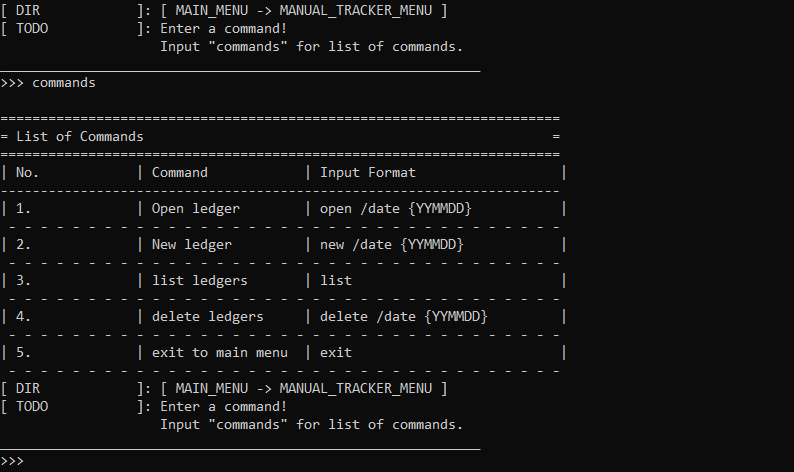 [ DIR            ]: [ MAIN_MENU -> MANUAL_TRACKER_MENU ]
[ TODO           ]: Enter a command!
                    Input "commands" for list of commands.
____________________________________________________________
>>> commands

======================================================================
= List of Commands                                                   =
======================================================================
| No.            | Command            | Input Format                  |
----------------------------------------------------------------------
| 1.             | Open ledger        | open /date {YYMMDD}           |
 - - - - - - - - - - - - - - - - - - - - - - - - - - - - - - - - - - -
| 2.             | New ledger         | new /date {YYMMDD}            |
 - - - - - - - - - - - - - - - - - - - - - - - - - - - - - - - - - - -
| 3.             | list ledgers       | list                          |
 - - - - - - - - - - - - - - - - - - - - - - - - - - - - - - - - - - -
| 4.             | delete ledgers     | delete /date {YYMMDD}         |
 - - - - - - - - - - - - - - - - - - - - - - - - - - - - - - - - - - -
| 5.             | exit to main menu  | exit                          |
 - - - - - - - - - - - - - - - - - - - - - - - - - - - - - - - - - - -
[ DIR            ]: [ MAIN_MENU -> MANUAL_TRACKER_MENU ]
[ TODO           ]: Enter a command!
                    Input "commands" for list of commands.
____________________________________________________________
>>>